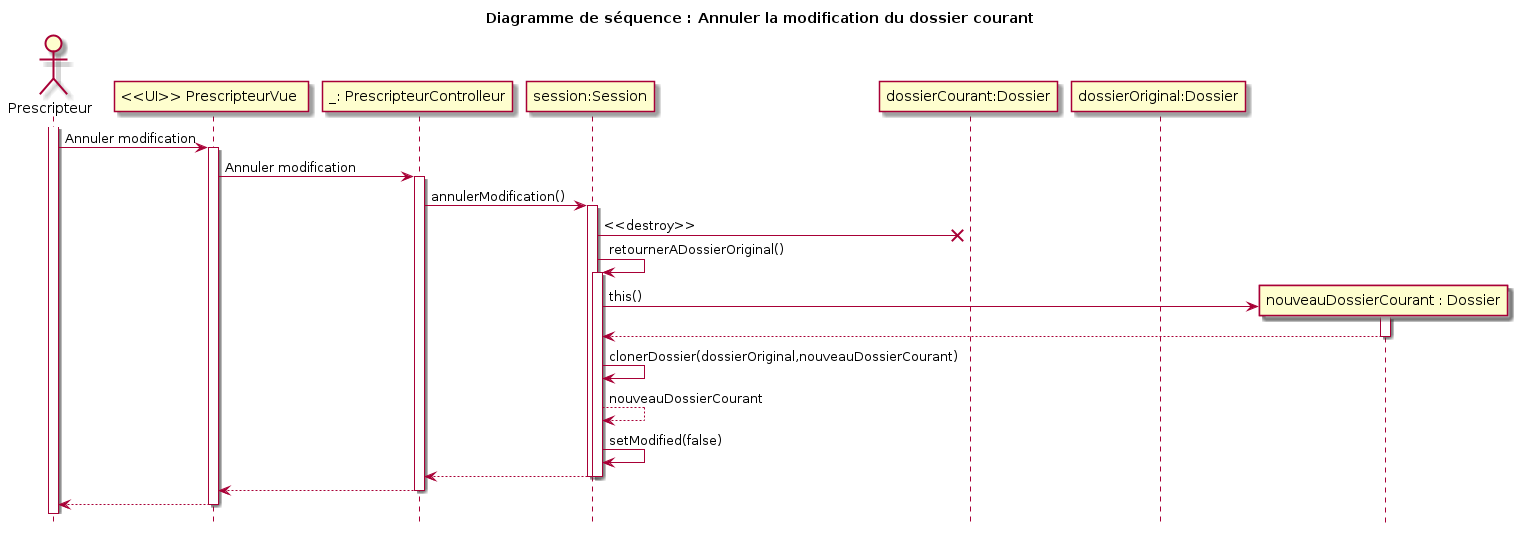 Diagramme de séquence : Annuler la modification du dossier courant
Prescripteur
<<UI>> PrescripteurVue
_: PrescripteurControlleur
session:Session
dossierCourant:Dossier
dossierOriginal:Dossier
Annuler modification
Annuler modification
annulerModification()
<<destroy>>
retournerADossierOriginal()
this()
nouveauDossierCourant : Dossier
clonerDossier(dossierOriginal,nouveauDossierCourant)
nouveauDossierCourant
setModified(false)